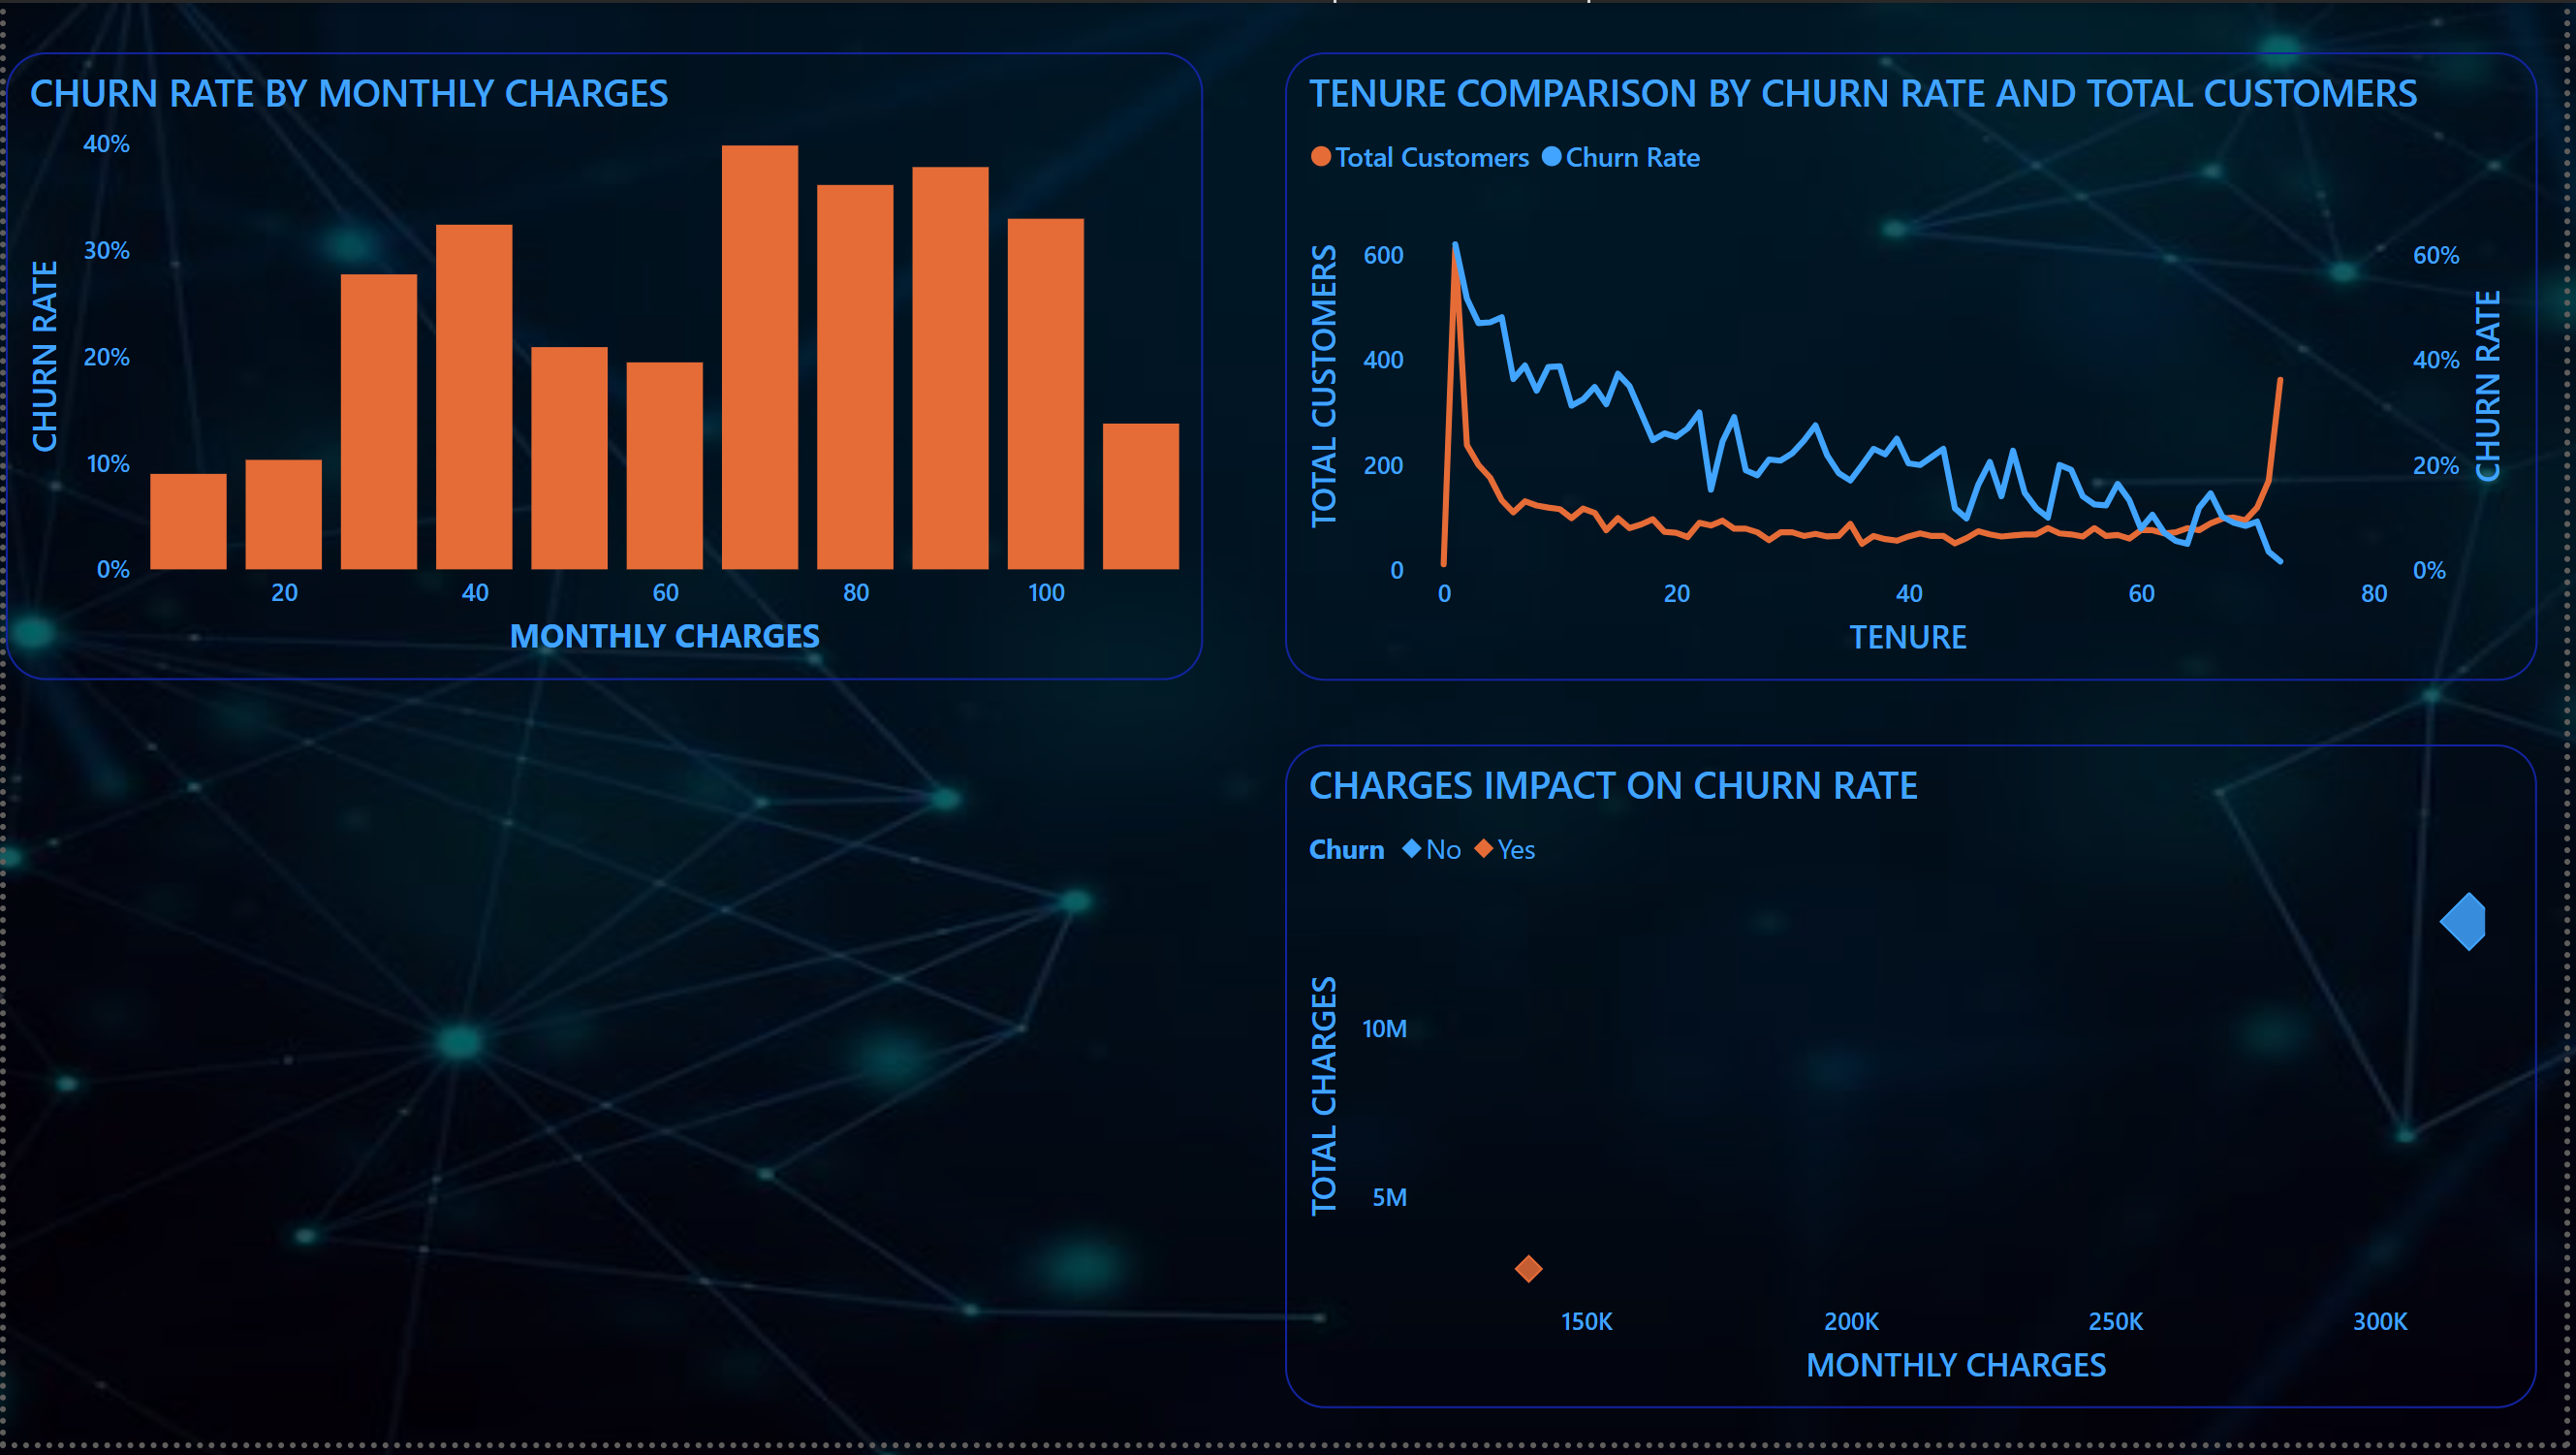 CHURN RATE BY MONTHLY CHARGES
CHURN RATE
40%
30%
20%
10%
0%
20 40 60 80 100
MONTHLY CHARGES
TENURE COMPARISON BY CHURN RATE AND TOTAL CUSTOMERS
Total Customers Churn Rate
TOTAL CUSTOMERS
600
400
200
0
60%
40%
20%
0%
CHURN RATE
0 20 40 60 80
TENURE
CHARGES IMPACT ON CHURN RATE
Churn No Yes
TOTAL CHARGES
10M
5M
150K 200K 250K 300K
MONTHLY CHARGES